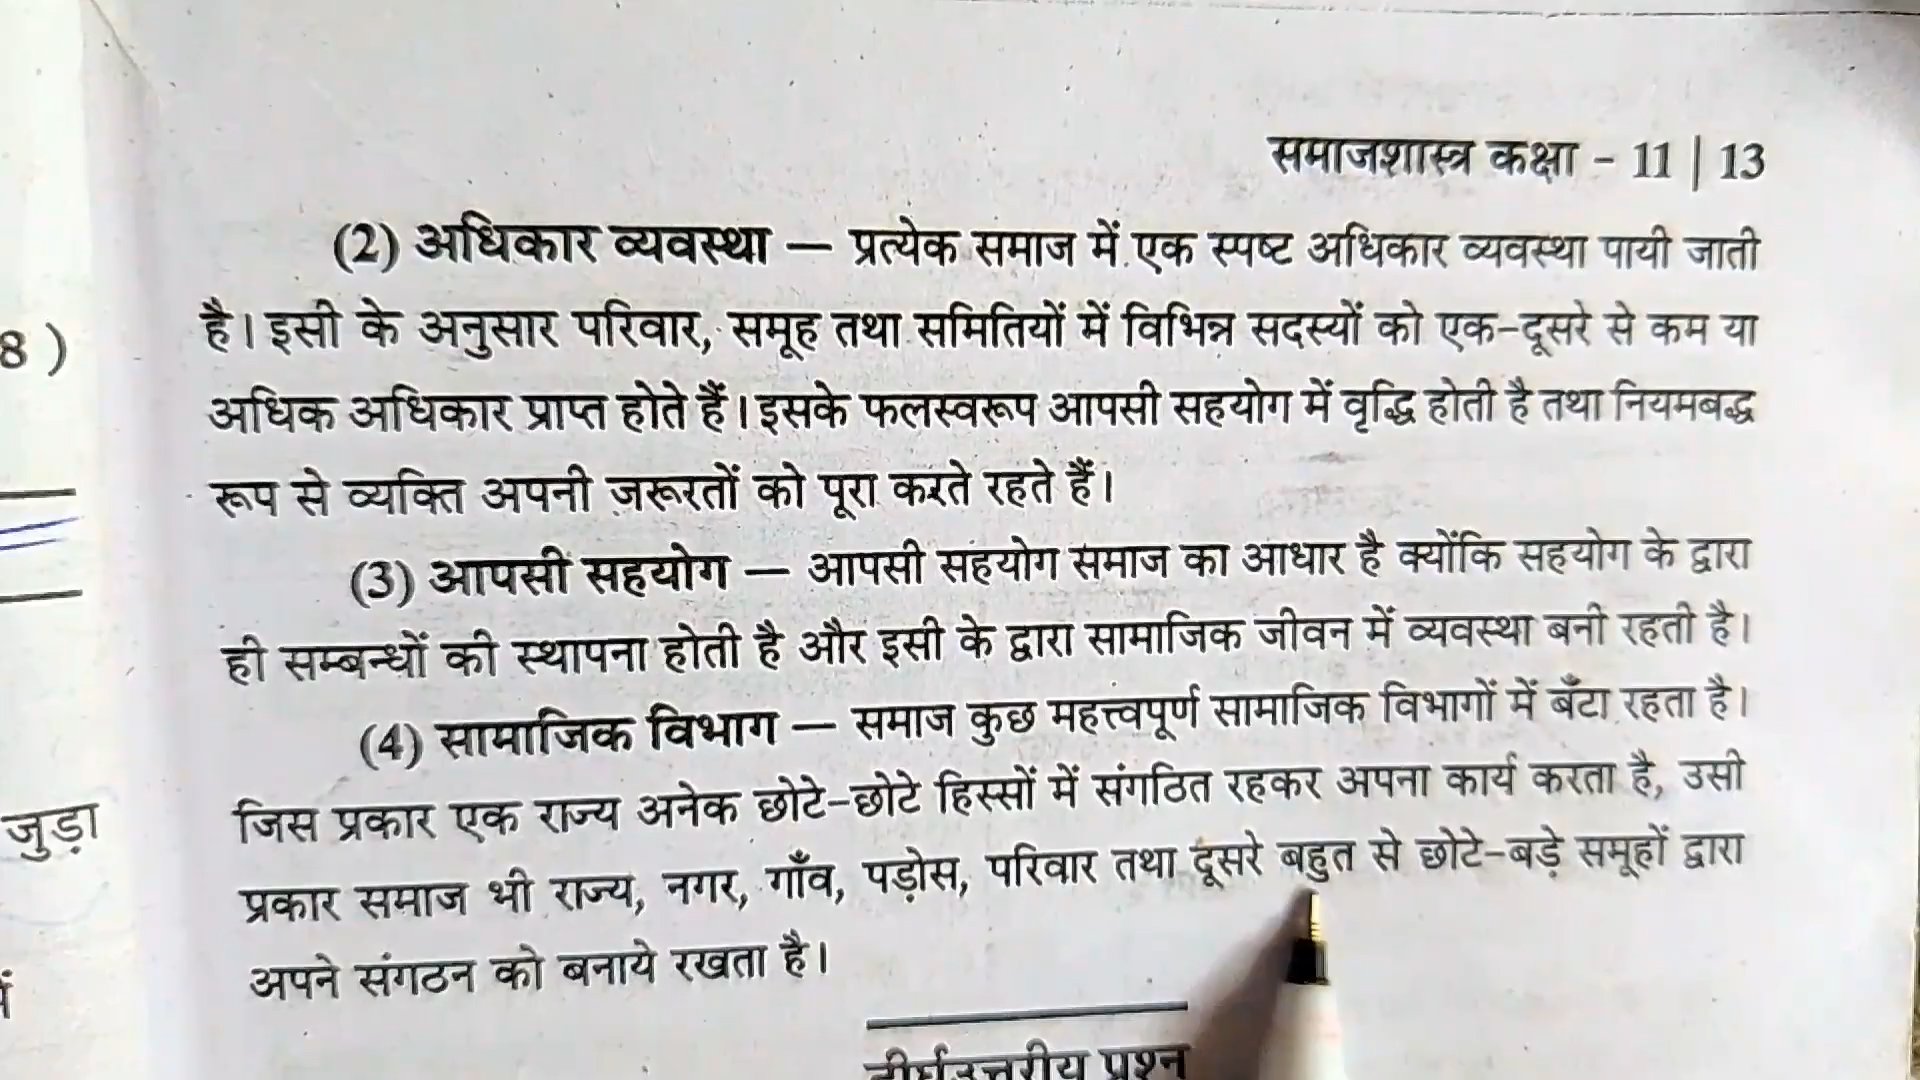 समाजशास्त्र कक्षा - 11 | 13
(2) अधिकार व्यवस्था — प्रत्येक समाज में एक स्पष्ट अधिकार व्यवस्था पायी जाती
है। इसी के अनुसार परिवार, समूह तथा समितियों में विभिन्न सदस्यों को एक-दूसरे से कम या
8 )
अधिक अधिकार प्राप्त होते हैं। इसके फलस्वरूप आपसी सहयोग में वृद्धि होती है तथा नियमबद्ध
रूप से व्यक्ति अपनी ज़रूरतों को पूरा करते रहते हैं।
(3) आपसी सहयोग — आपसी सहयोग समाज का आधार है क्योंकि सहयोग के द्वारा
ही सम्बन्धों की स्थापना होती है और इसी के द्वारा सामाजिक जीवन में व्यवस्था बनी रहती है।
(4) सामाजिक विभाग — समाज कुछ महत्त्वपूर्ण सामाजिक विभागों में बँटा रहता है।
जिस प्रकार एक राज्य अनेक छोटे-छोटे हिस्सों में संगठित रहकर अपना कार्य करता है, उसी
जुड़ा
प्रकार समाज भी राज्य, नगर, गाँव, पड़ोस, परिवार तथा दूसरे बहुत से छोटे-बड़े समूहों द्वारा
अपने संगठन को बनाये रखता है।
दीर्घउत्तरीय प्रश्न